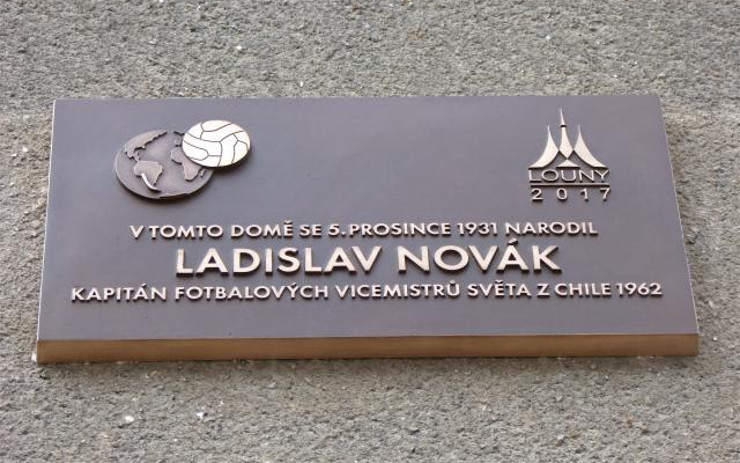 LOUNY
2017
V TOMTO DOMĚ SE 5. PROSINCE 1931 NARODIL
LADISLAV NOVÁK
KAPITÁN FOTBALOVÝCH VICEMISTRŮ SVĚTA Z CHILE 1962